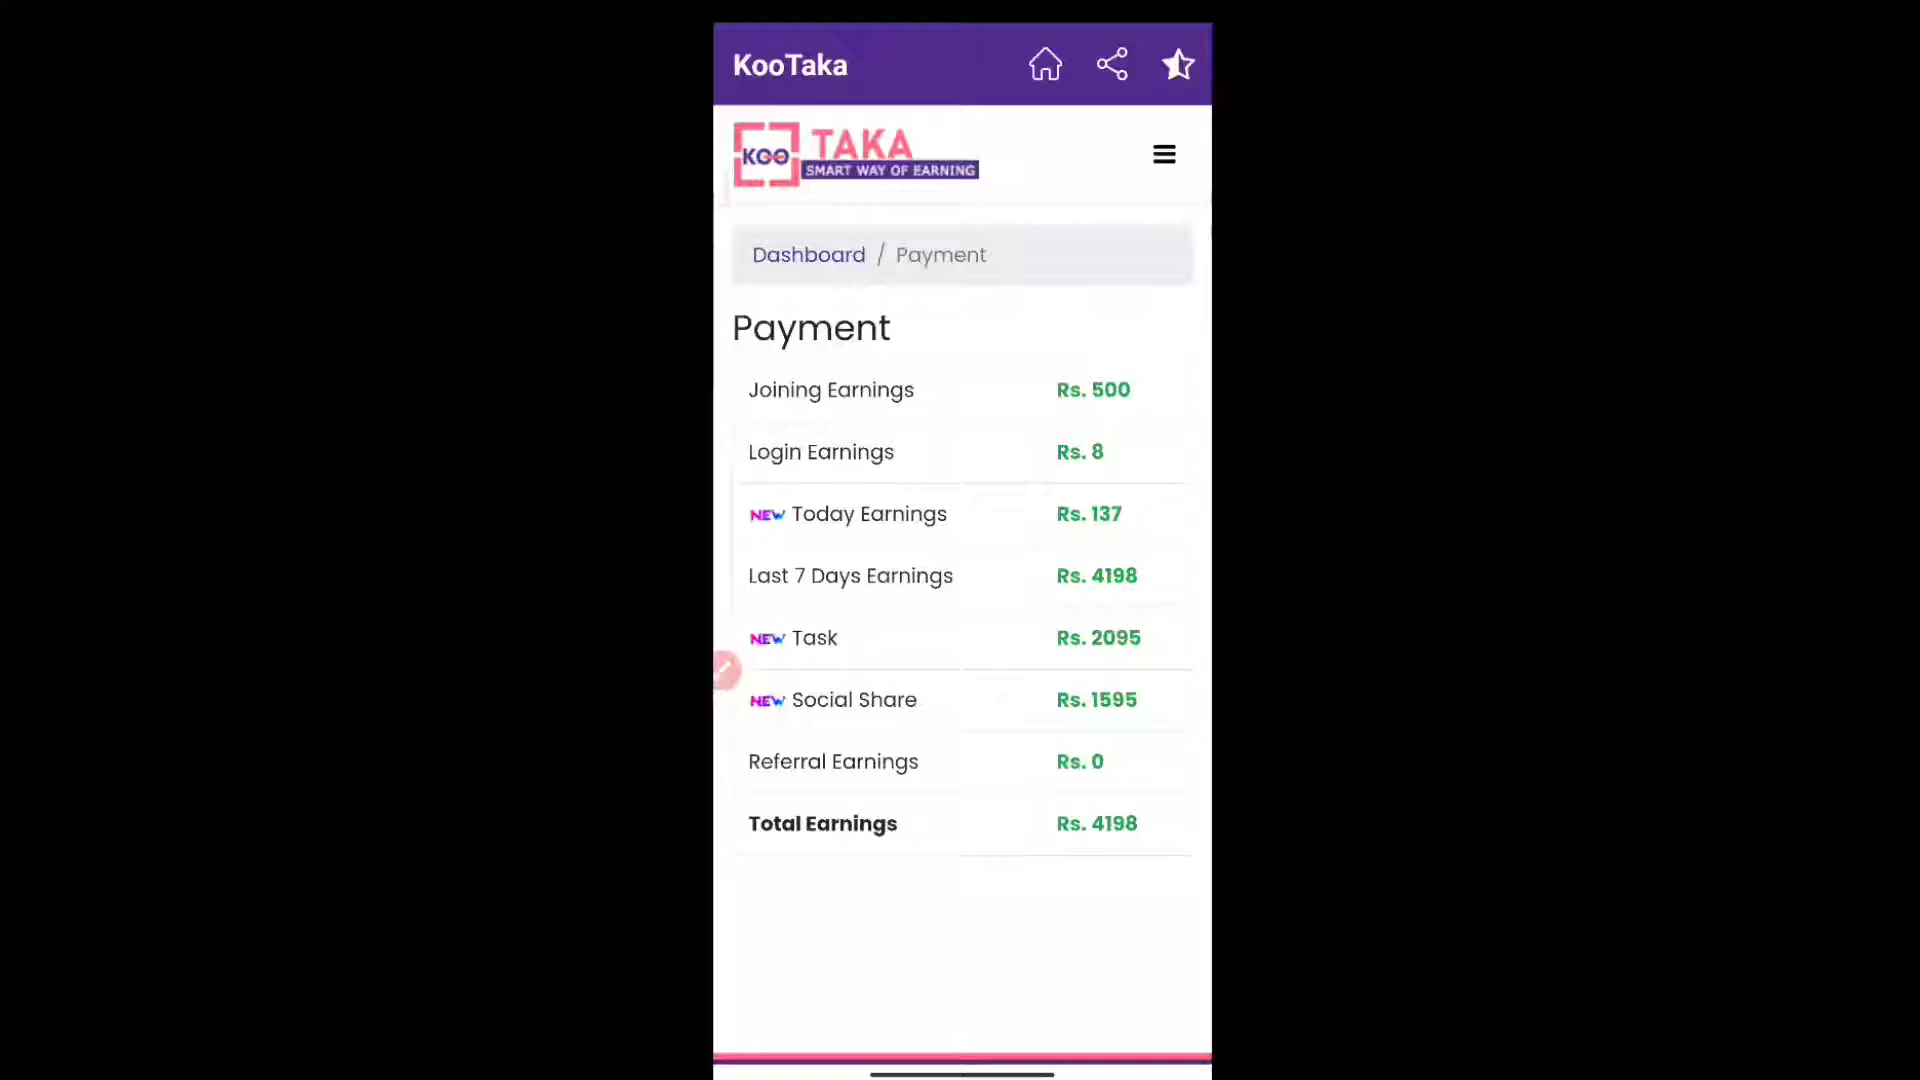 KooTaka
KOO TAKA
SMART WAY OF EARNING
Dashboard / Payment
Payment
Joining Earnings Rs. 500
Login Earnings Rs. 8
NEW Today Earnings Rs. 137
Last 7 Days Earnings Rs. 4198
NEW Task Rs. 2095
NEW Social Share Rs. 1595
Referral Earnings Rs. 0
Total Earnings Rs. 4198